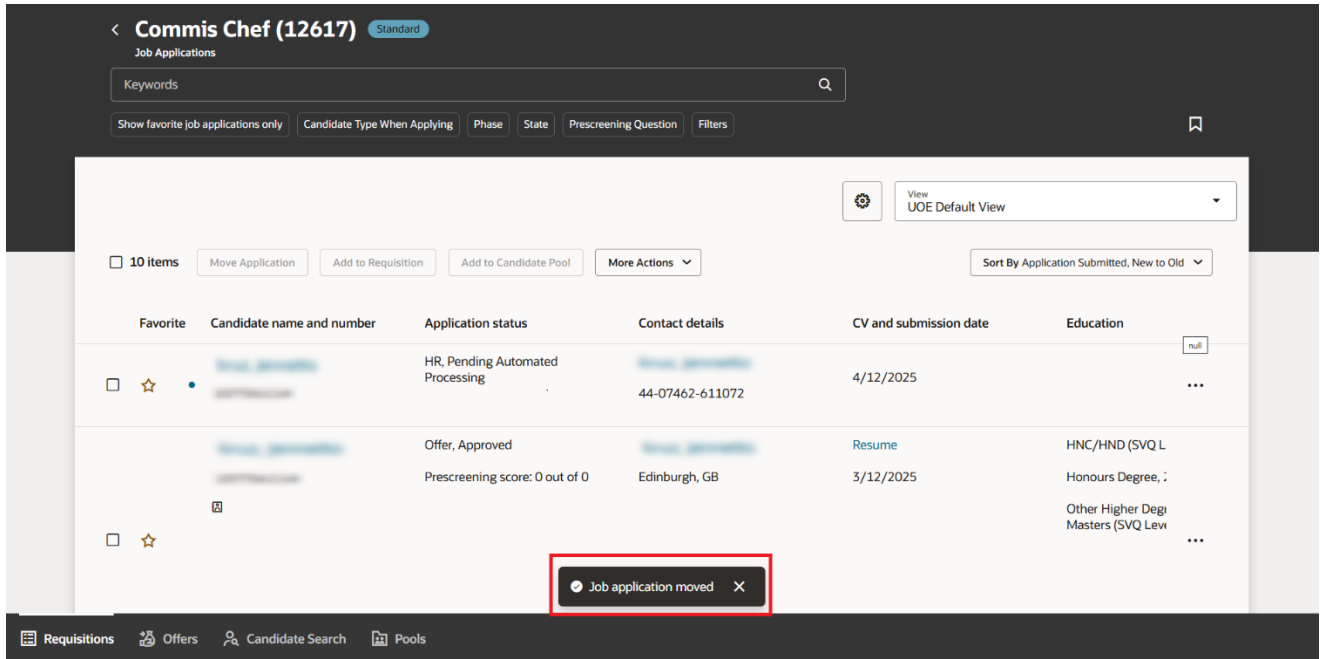 Commis Chef (12617) Standard
Job Applications
Keywords
Show favorite job applications only Candidate Type When Applying Phase State Prescreening Question Filters
View
UOE Default View
10 items Move Application Add to Requisition Add to Candidate Pool More Actions Sort By Application Submitted, New to Old
Favorite Candidate name and number Application status Contact details CV and submission date Education
null
HR, Pending Automated
Processing
4/12/2025
44-07462-611072
Offer, Approved Resume HNC/HND (SVQ L
Prescreening score: 0 out of 0 Edinburgh, GB 3/12/2025 Honours Degree,
Other Higher Degr
Masters (SVQ Leve
Job application moved
Requisitions Offers Candidate Search Pools